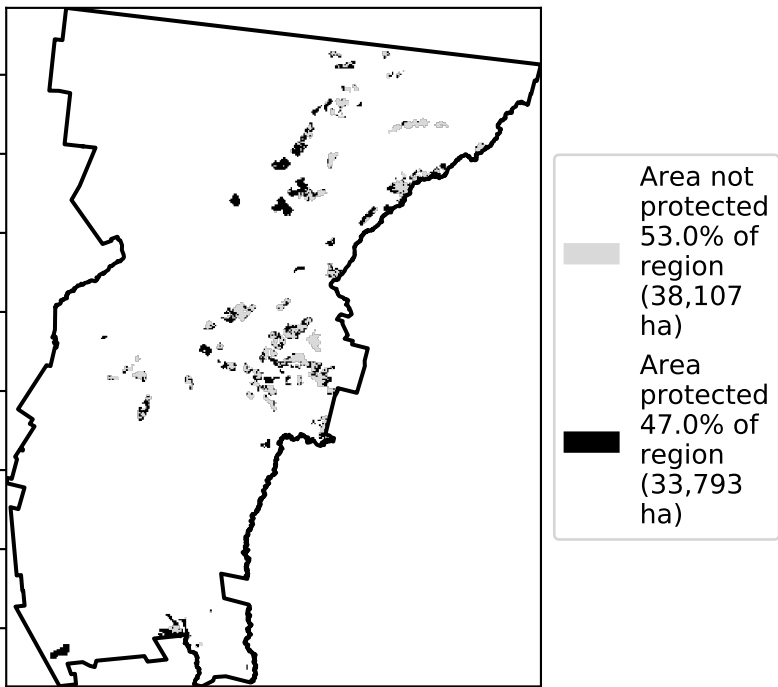 Area not
protected
53.0% of
region
(38,107
ha)
Area
protected
47.0% of
region
(33,793
ha)